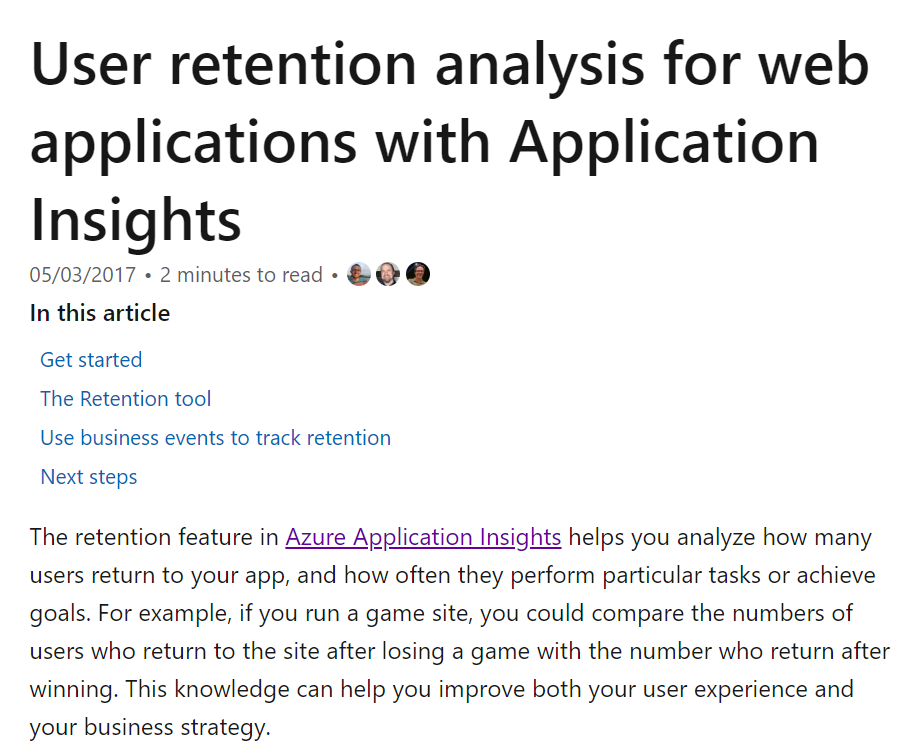 User retention analysis for web
applications with Application
Insights
05/03/2017 • 2 minutes to read •
In this article
Get started
The Retention tool
Use business events to track retention
Next steps
The retention feature in Azure Application Insights helps you analyze how many
users return to your app, and how often they perform particular tasks or achieve
goals. For example, if you run a game site, you could compare the numbers of
users who return to the site after losing a game with the number who return after
winning. This knowledge can help you improve both your user experience and
your business strategy.